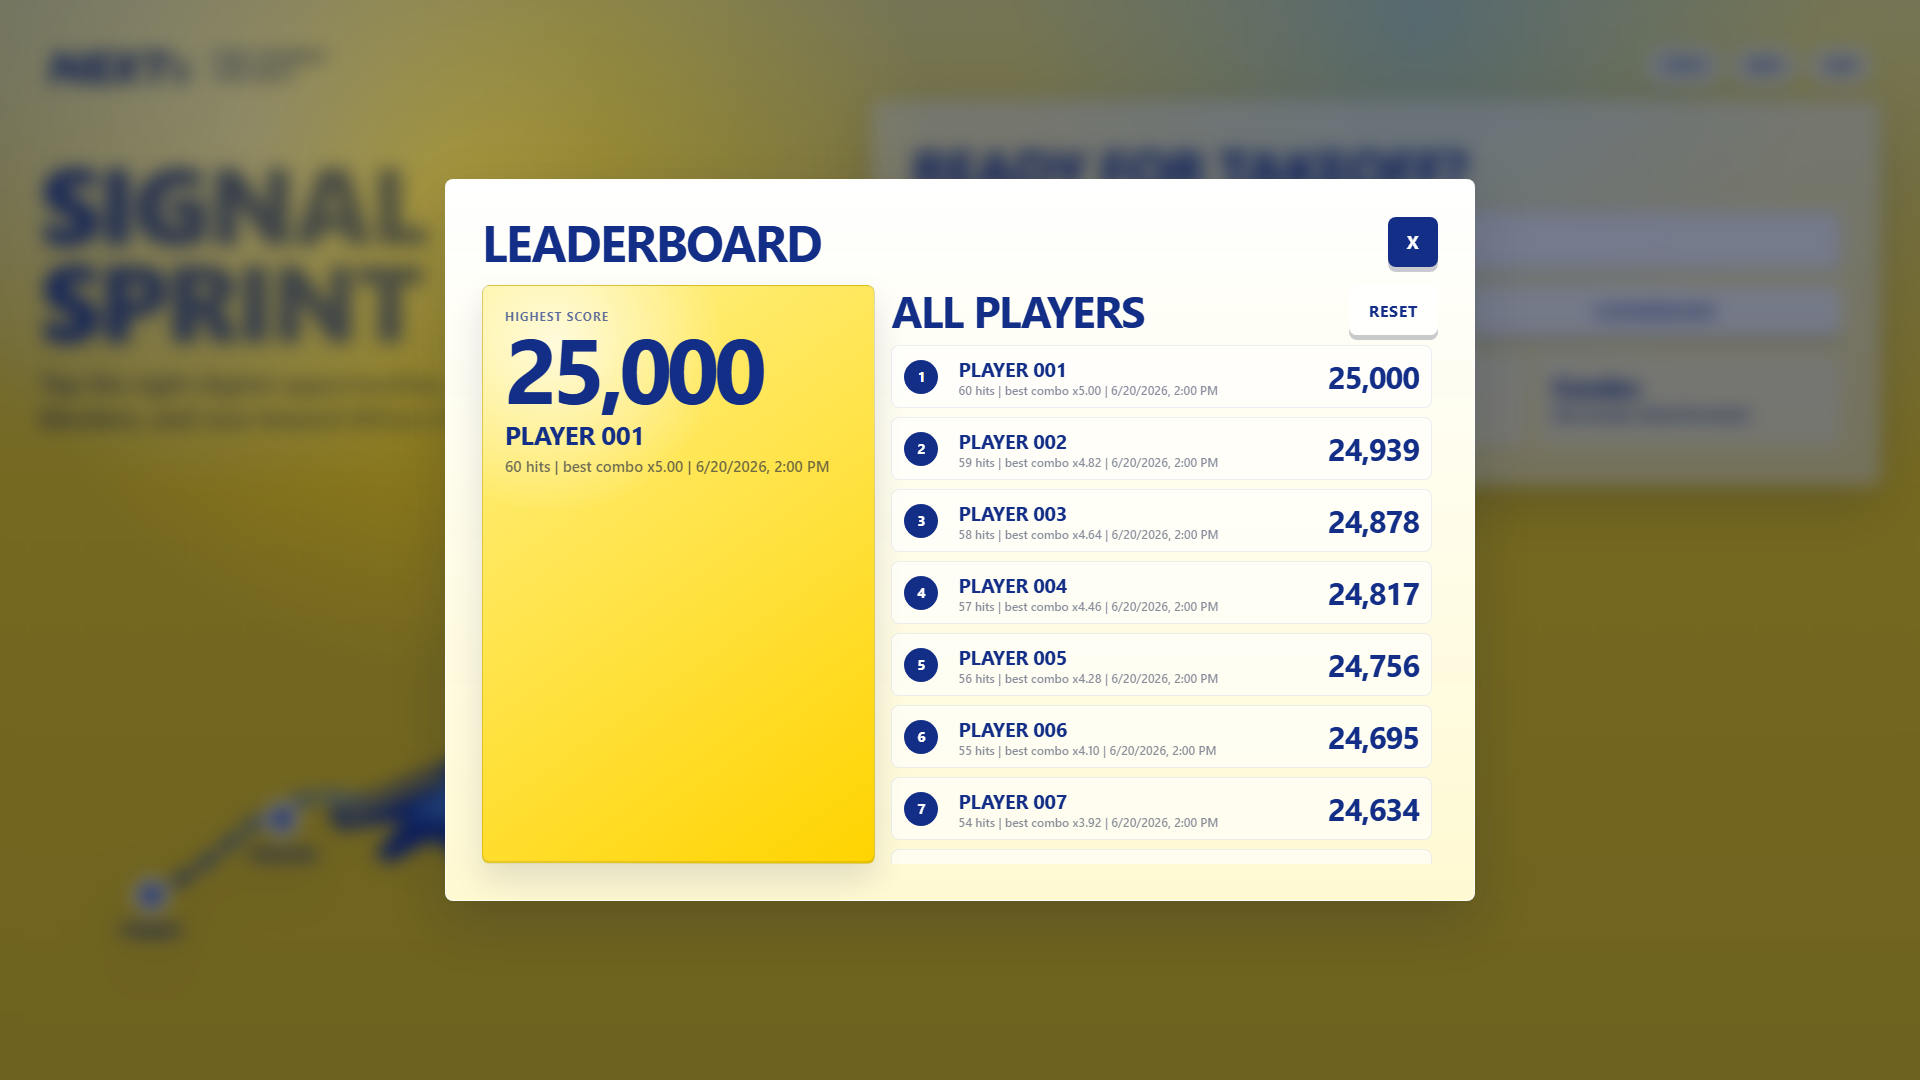 NEXT
SIGNAL
SPRINT
READY FOR TAKEOFF?
LEADERBOARD
X
HIGHEST SCORE
25,000
PLAYER 001
60 hits | best combo x5.00 | 6/20/2026, 2:00 PM
ALL PLAYERS
RESET
1
PLAYER 001
60 hits | best combo x5.00 | 6/20/2026, 2:00 PM
25,000
2
PLAYER 002
59 hits | best combo x4.82 | 6/20/2026, 2:00 PM
24,939
3
PLAYER 003
58 hits | best combo x4.64 | 6/20/2026, 2:00 PM
24,878
4
PLAYER 004
57 hits | best combo x4.46 | 6/20/2026, 2:00 PM
24,817
5
PLAYER 005
56 hits | best combo x4.28 | 6/20/2026, 2:00 PM
24,756
6
PLAYER 006
55 hits | best combo x4.10 | 6/20/2026, 2:00 PM
24,695
7
PLAYER 007
54 hits | best combo x3.92 | 6/20/2026, 2:00 PM
24,634